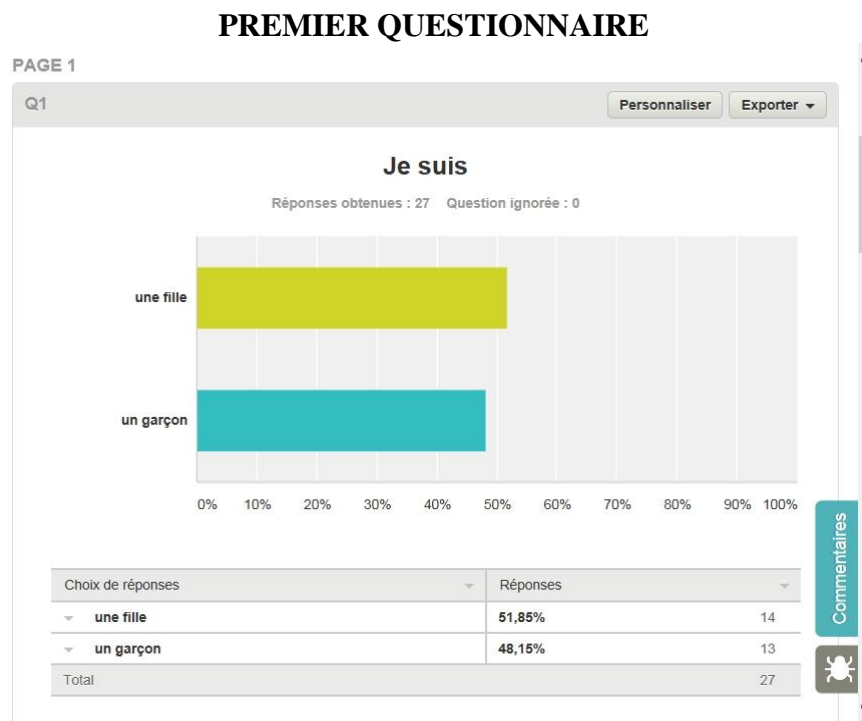 PREMIER QUESTIONNAIRE
PAGE 1
Q1
Personnaliser
Exporter
Je suis
Réponses obtenues : 27 Question ignorée : 0
une fille
un garçon
0% 10% 20% 30% 40% 50% 60% 70% 80% 90% 100%
Commentaires
Choix de réponses Réponses
une fille 51,85% 14
un garçon 48,15% 13
Total 27